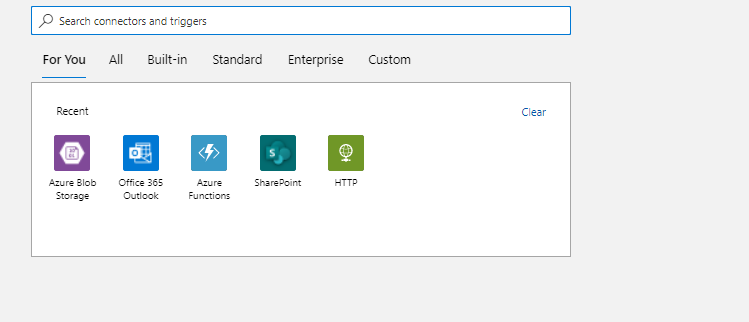 Search connectors and triggers
For You All Built-in Standard Enterprise Custom
Recent Clear
Azure Blob Storage
Office 365 Outlook
Azure Functions
SharePoint
HTTP